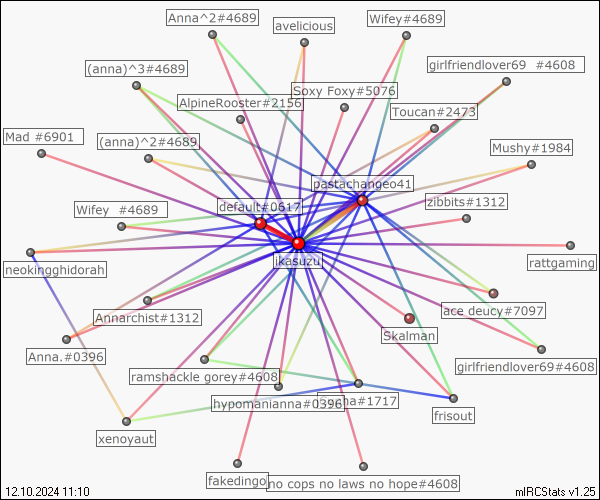 Anna^2#4689
avelicious
Wifey#4689
(anna)^3#4689
girlfriendlover69 #4608
AlpineRooster#2156
Soxy Foxy#5076
Toucan#2473
Mad #6901
(anna)^2#4689
Mushy#1984
pastachangeo41
default#0617
zibbits#1312
Wifey #4689
ikasuzu
rattgaming
neokingghidorah
Annarchist#1312
ace deucy#7097
Skalman
Anna.#0396
girlfriendlover69#4608
ramshackle gorey#4608
hypomanianna#0396
#1717
frisout
xenoyaut
fakedingo
no cops no laws no hope#4608
12.10.2024 11:10
mIRCStats v1.25